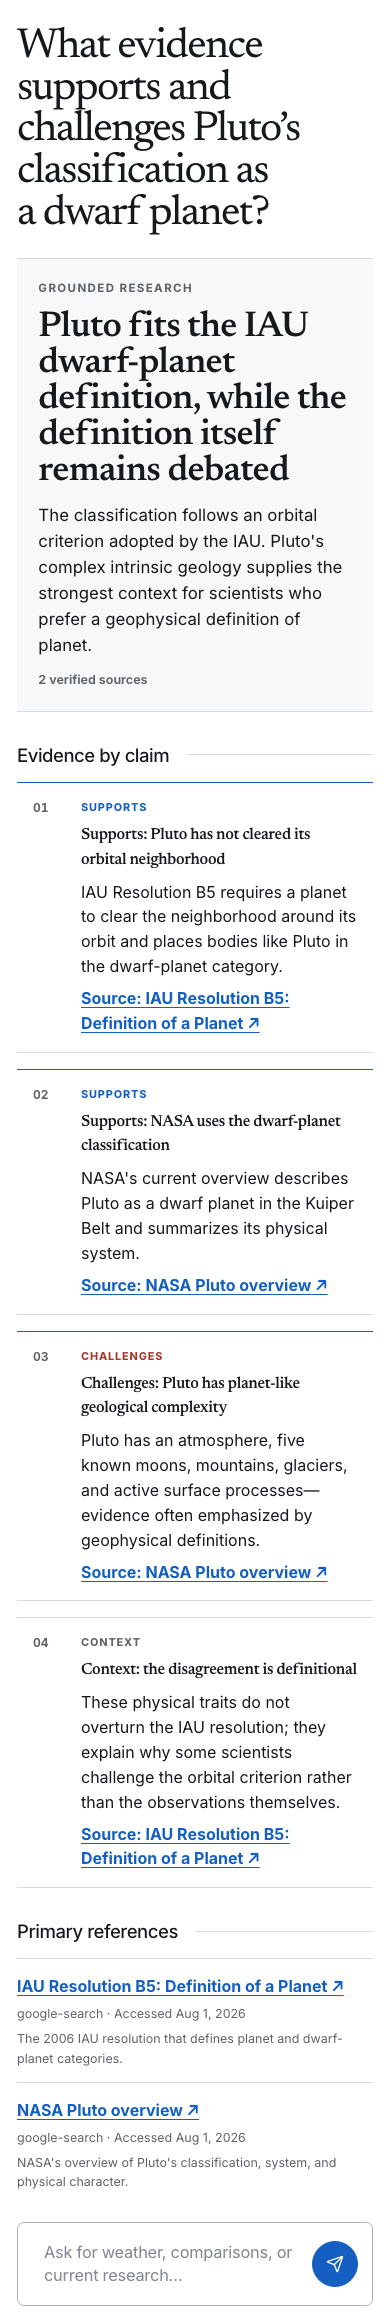 What evidence
supports and
challenges Pluto’s
classification as
a dwarf planet?
GROUNDED RESEARCH
Pluto fits the IAU
dwarf-planet
definition, while the
definition itself
remains debated
The classification follows an orbital
criterion adopted by the IAU. Pluto's
complex intrinsic geology supplies the
strongest context for scientists who
prefer a geophysical definition of
planet.
2 verified sources
Evidence by claim
01 SUPPORTS
Supports: Pluto has not cleared its
orbital neighborhood
IAU Resolution B5 requires a planet
to clear the neighborhood around its
orbit and places bodies like Pluto in
the dwarf-planet category.
Source: IAU Resolution B5:
Definition of a Planet ↗
02 SUPPORTS
Supports: NASA uses the dwarf-planet
classification
NASA's current overview describes
Pluto as a dwarf planet in the Kuiper
Belt and summarizes its physical
system.
Source: NASA Pluto overview ↗
03 CHALLENGES
Challenges: Pluto has planet-like
geological complexity
Pluto has an atmosphere, five
known moons, mountains, glaciers,
and active surface processes—
evidence often emphasized by
geophysical definitions.
Source: NASA Pluto overview ↗
04 CONTEXT
Context: the disagreement is definitional
These physical traits do not
overturn the IAU resolution; they
explain why some scientists
challenge the orbital criterion rather
than the observations themselves.
Source: IAU Resolution B5:
Definition of a Planet ↗
Primary references
IAU Resolution B5: Definition of a Planet ↗
google-search · Accessed Aug 1, 2026
The 2006 IAU resolution that defines planet and dwarf-
planet categories.
NASA Pluto overview ↗
google-search · Accessed Aug 1, 2026
NASA's overview of Pluto's classification, system, and
physical character.
Ask for weather, comparisons, or
current research...